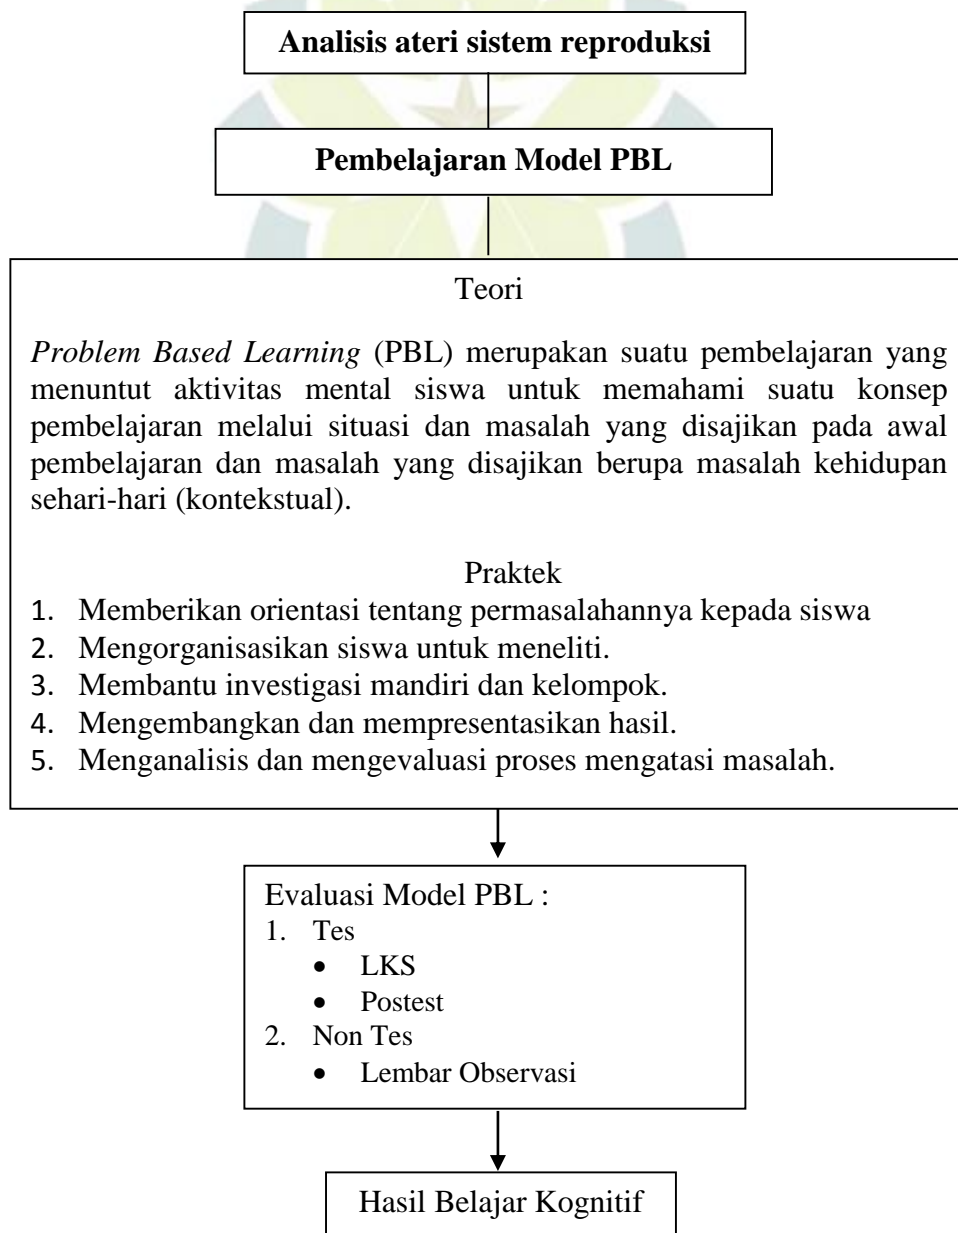 Analisis ateri sistem reproduksi
Pembelajaran Model PBL
Teori
Problem Based Learning (PBL) merupakan suatu pembelajaran yang
menuntut aktivitas mental siswa untuk memahami suatu konsep
pembelajaran melalui situasi dan masalah yang disajikan pada awal
pembelajaran dan masalah yang disajikan berupa masalah kehidupan
sehari-hari (kontekstual).
Praktek
1. Memberikan orientasi tentang permasalahannya kepada siswa
2. Mengorganisasikan siswa untuk meneliti.
3. Membantu investigasi mandiri dan kelompok.
4. Mengembangkan dan mempresentasikan hasil.
5. Menganalisis dan mengevaluasi proses mengatasi masalah.
Evaluasi Model PBL :
1. Tes
• LKS
• Postest
2. Non Tes
• Lembar Observasi
Hasil Belajar Kognitif